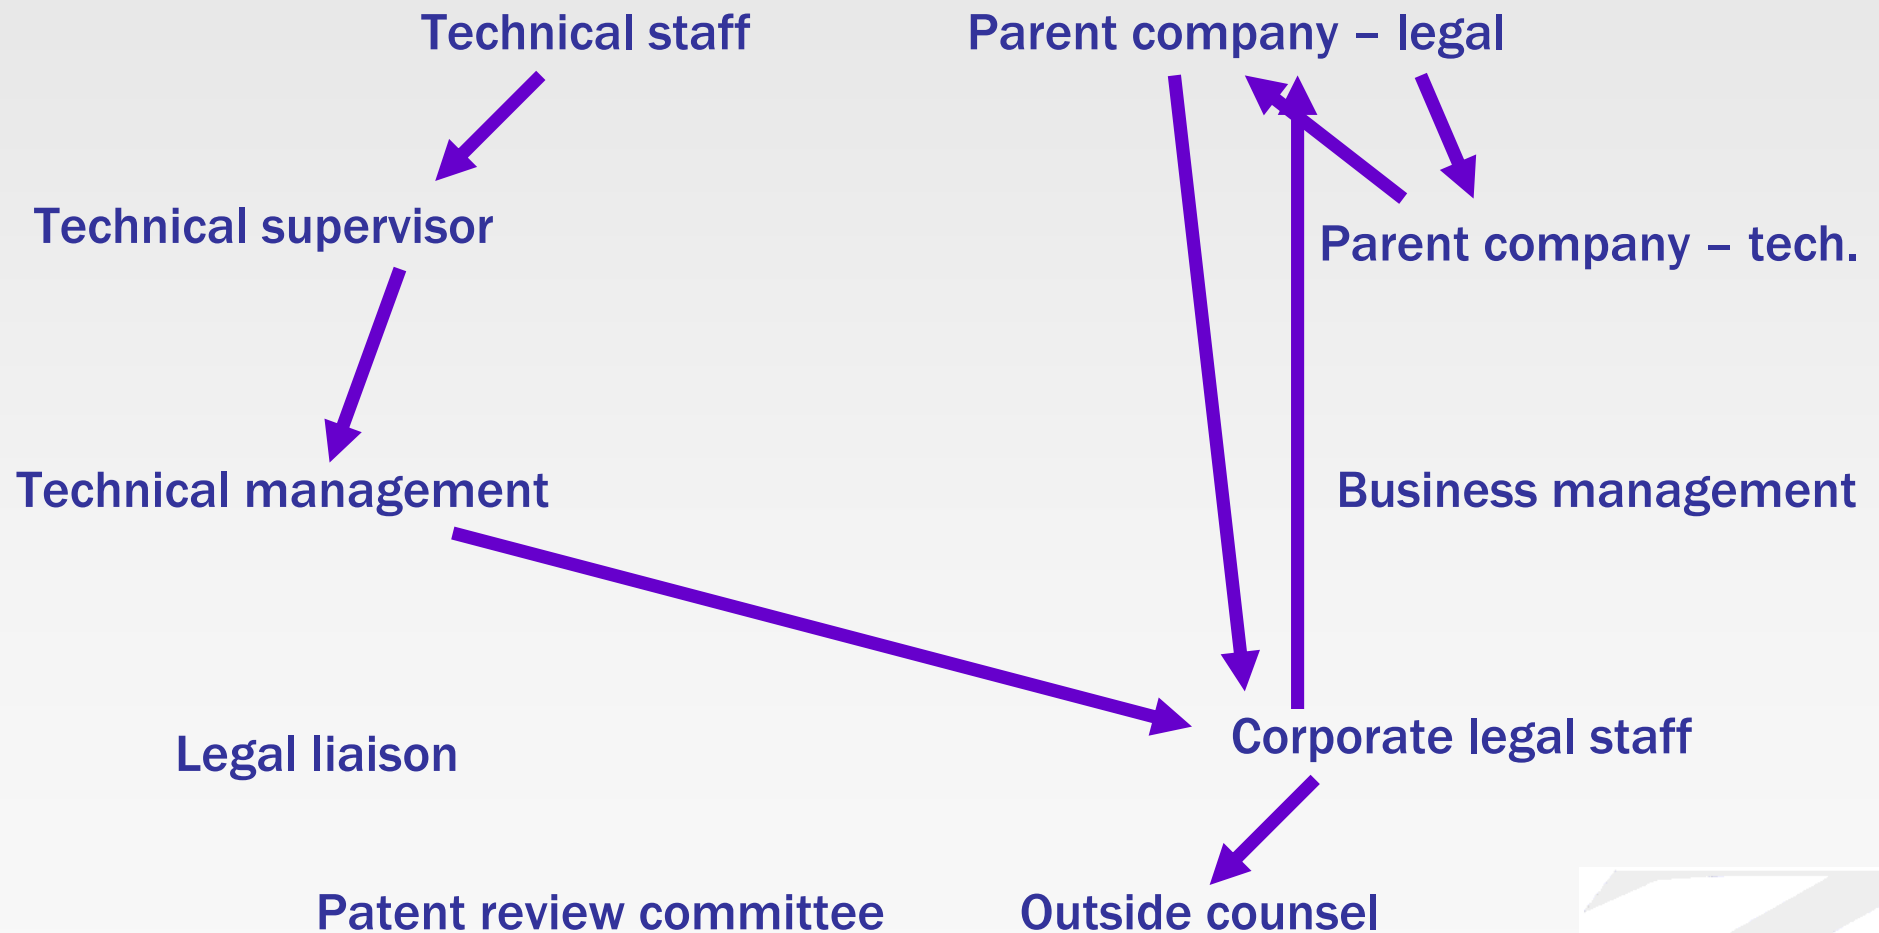 Technical staff
Parent company – legal
Technical supervisor
Parent company – tech.
Technical management
Business management
Legal liaison
Corporate legal staff
Patent review committee
Outside counsel